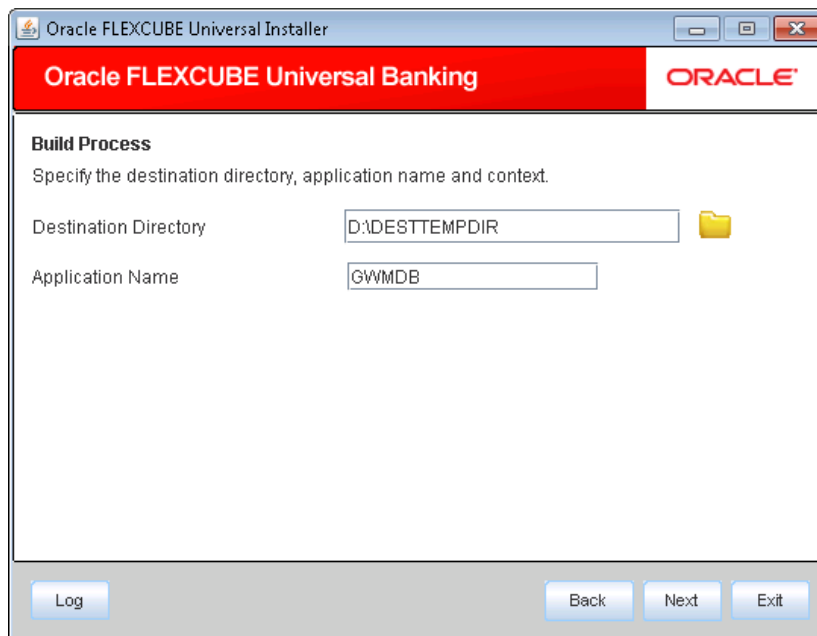 Oracle FLEXCUBE Universal Installer
Oracle FLEXCUBE Universal Banking
ORACLE
Build Process
Specify the destination directory, application name and context.
Destination Directory D:\DESTTEMPDIR
Application Name GWMDB
Log Back Next Exit